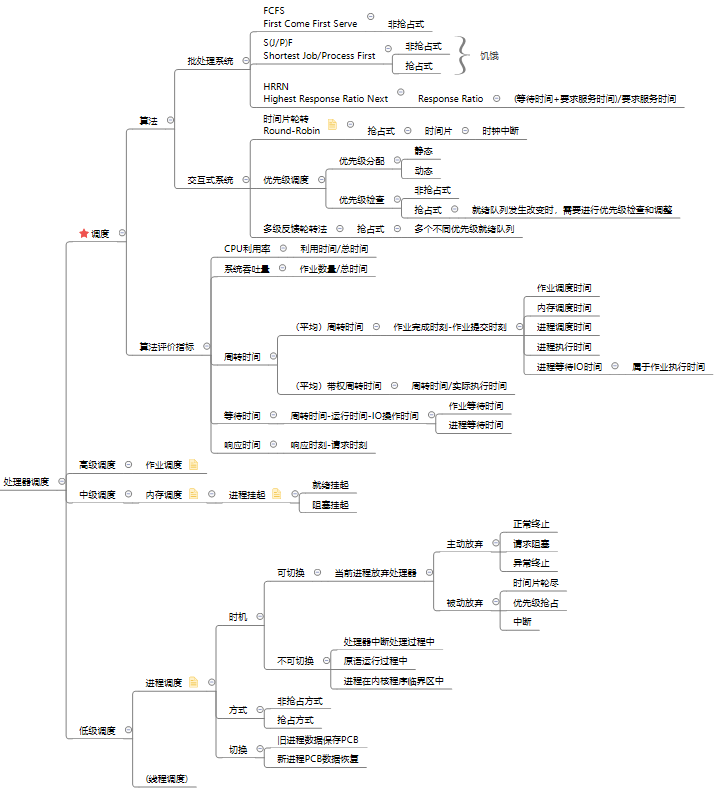 处理器调度
调度
算法
批处理系统
FCFS
First Come First Serve
非抢占式
S(J/P)F
Shortest Job/Process First
非抢占式
抢占式
饥饿
HRRN
Highest Response Ratio Next
Response Ratio
(等待时间+要求服务时间)/要求服务时间
交互式系统
时间片轮转
Round-Robin
抢占式
时间片
时钟中断
优先级调度
优先级分配
静态
动态
优先级检查
非抢占式
抢占式
就绪队列发生改变时，需要进行优先级检查和调整
多级反馈轮转法
抢占式
多个不同优先级就绪队列
算法评价指标
CPU利用率
利用时间/总时间
系统吞吐量
作业数量/总时间
周转时间
（平均）周转时间
作业完成时刻-作业提交时刻
作业调度时间
内存调度时间
进程调度时间
进程执行时间
进程等待IO时间
属于作业执行时间
（平均）带权周转时间
周转时间/实际执行时间
等待时间
周转时间-运行时间-IO操作时间
作业等待时间
进程等待时间
响应时间
响应时刻-请求时刻
高级调度
作业调度
中级调度
内存调度
进程挂起
就绪挂起
阻塞挂起
低级调度
进程调度
时机
可切换
当前进程放弃处理器
主动放弃
正常终止
请求阻塞
异常终止
被动放弃
时间片轮尽
优先级抢占
中断
不可切换
处理器中断处理过程中
原语运行过程中
进程在内核程序临界区中
方式
非抢占方式
抢占方式
切换
旧进程数据保存PCB
新进程PCB数据恢复
(线程调度)